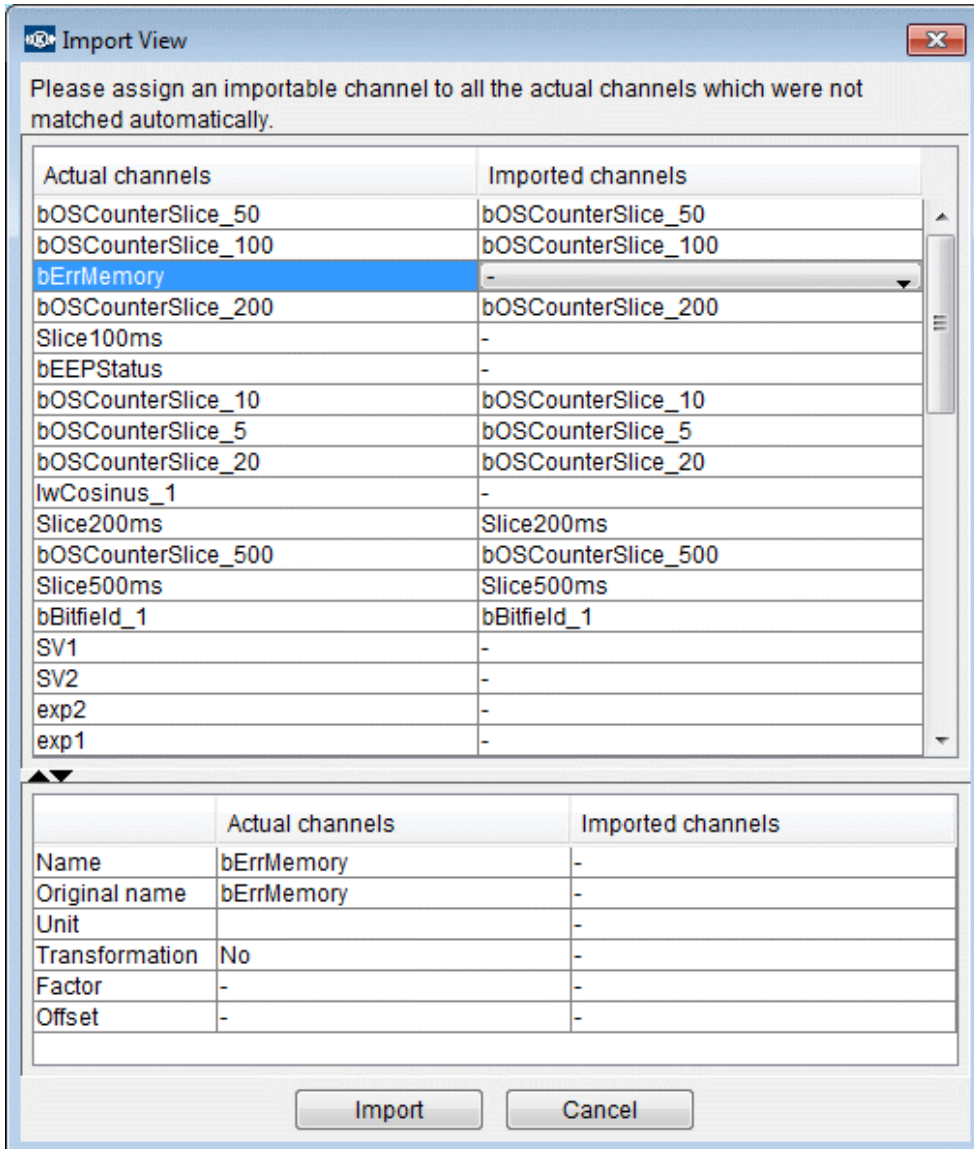 Import View
Please assign an importable channel to all the actual channels which were not
matched automatically.
Actual channels Imported channels
bOSCounterSlice_50 bOSCounterSlice_50
bOSCounterSlice_100 bOSCounterSlice_100
bErrMemory -
bOSCounterSlice_200 bOSCounterSlice_200
Slice100ms -
bEEPStatus -
bOSCounterSlice_10 bOSCounterSlice_10
bOSCounterSlice_5 bOSCounterSlice_5
bOSCounterSlice_20 bOSCounterSlice_20
lwCosinus_1 -
Slice200ms Slice200ms
bOSCounterSlice_500 bOSCounterSlice_500
Slice500ms Slice500ms
bBitfield_1 bBitfield_1
SV1 -
SV2 -
exp2 -
exp1 -
Actual channels Imported channels
Name bErrMemory -
Original name bErrMemory -
Unit -
Transformation No -
Factor - -
Offset - -
Import Cancel